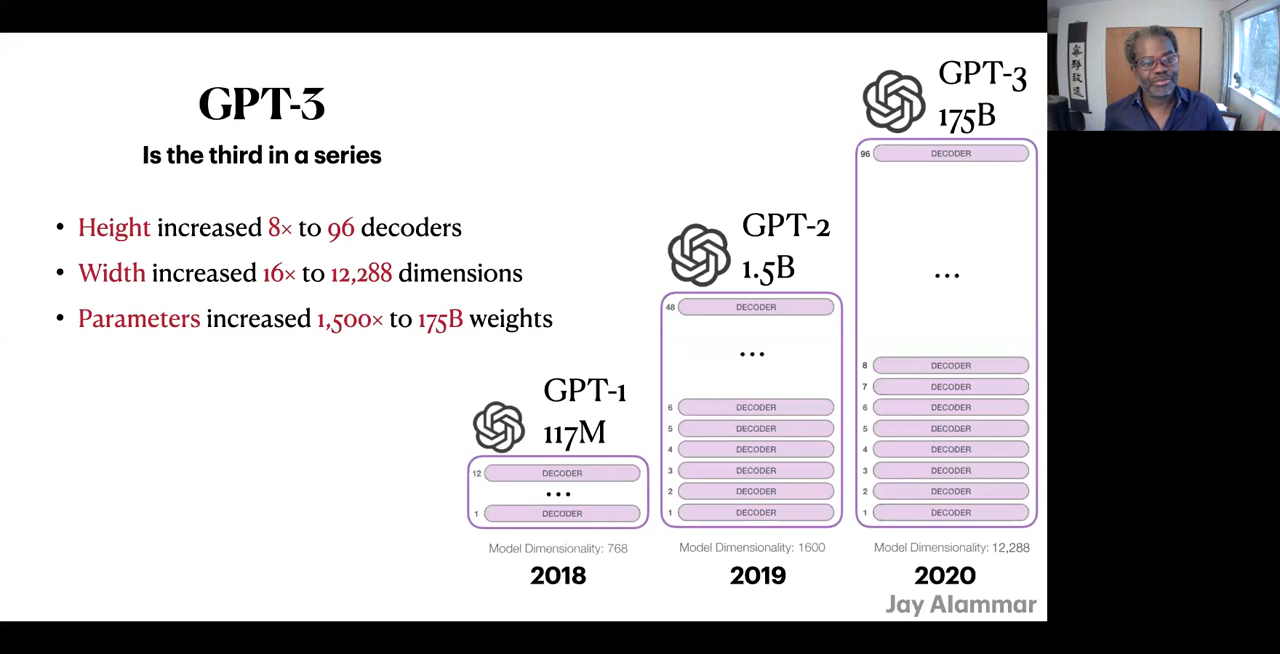 GPT-3
Is the third in a series
• Height increased 8× to 96 decoders
• Width increased 16× to 12,288 dimensions
• Parameters increased 1,500× to 175B weights
GPT-1
117M
12 DECODER
...
1 DECODER
Model Dimensionality: 768
2018
GPT-2
1.5B
48 DECODER
...
6 DECODER
5 DECODER
4 DECODER
3 DECODER
2 DECODER
1 DECODER
Model Dimensionality: 1600
2019
GPT-3
175B
96 DECODER
...
8 DECODER
7 DECODER
6 DECODER
5 DECODER
4 DECODER
3 DECODER
2 DECODER
1 DECODER
Model Dimensionality: 12,288
2020
Jay Alammar